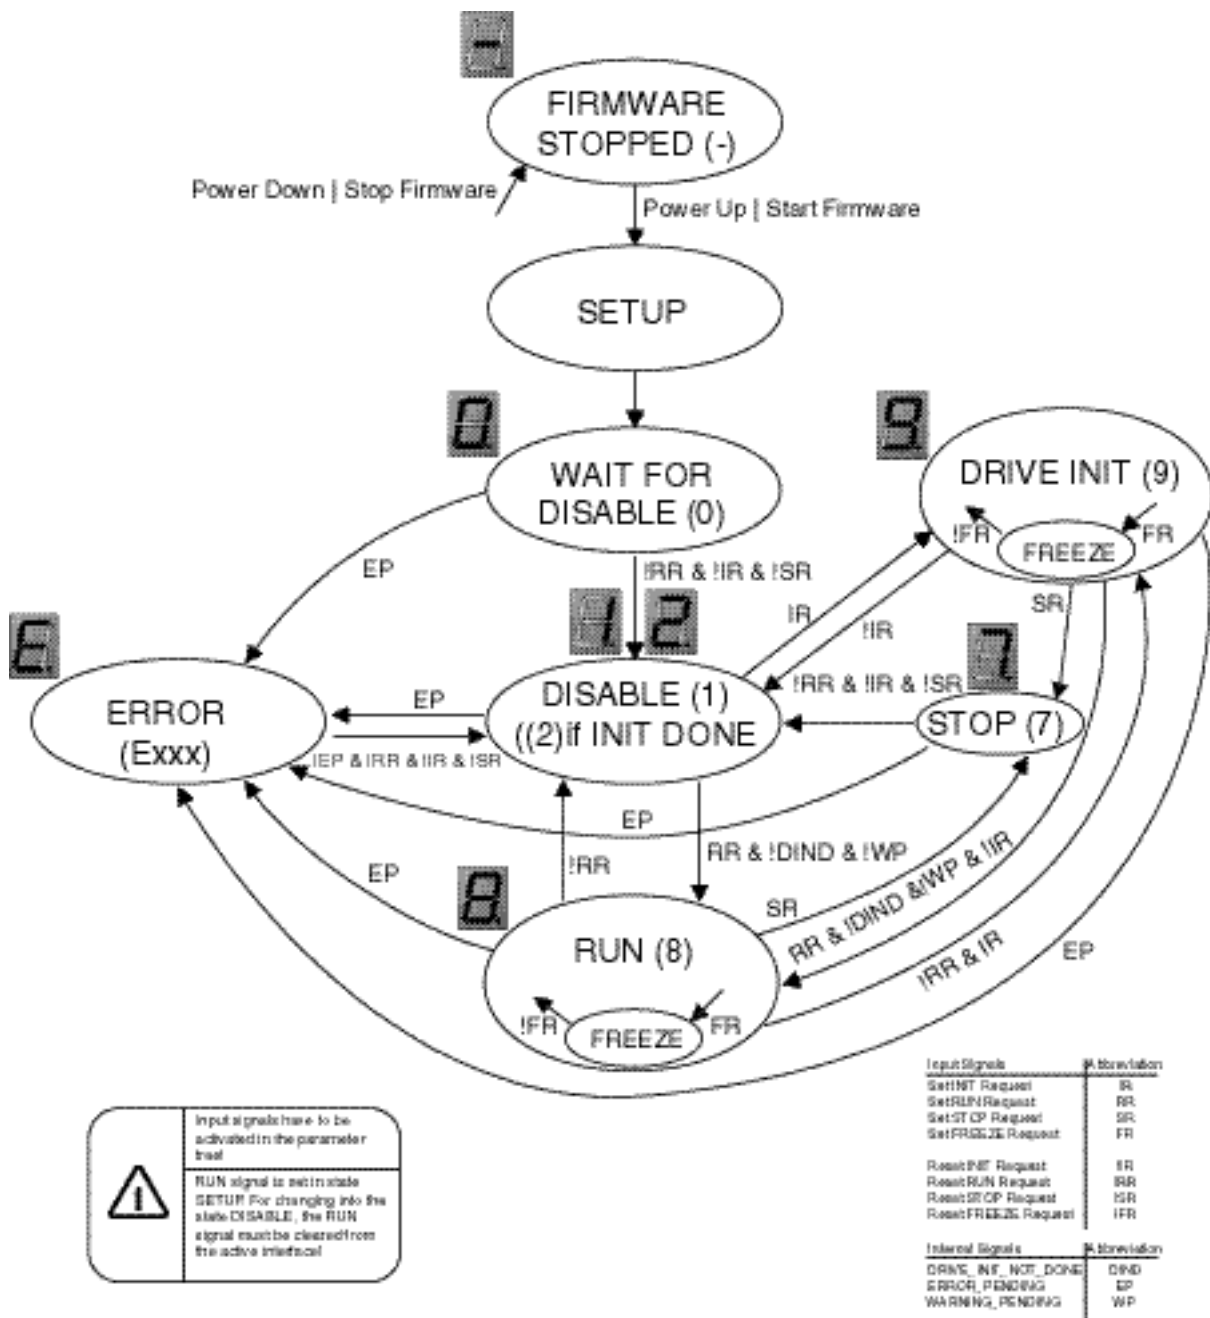 FIRMWARE
STOPPED (-)
Power Down | Stop Firmware
Power Up | Start Firmware
SETUP
0
WAIT FOR
DISABLE (0)
9
DRIVE INIT (9)
!FR
FR
FREEZE
EP
!RR & !IR & !SR
IR
!IR
SR
E
1
2
7
ERROR
(Exxx)
EP
!EP & !RR & !IR & !SR
DISABLE (1)
((2)if INIT DONE
!RR & !IR & !SR
STOP (7)
EP
EP
!RR
RR & !DIND & !WP
8
SR
RR & !DIND &!WP & !IR
!RR & IR
EP
RUN (8)
!FR
FR
FREEZE
Input Signals Abbreviation
Set INIT Request IR
Set RUN Request RR
Set STOP Request SR
Set FREEZE Request FR
Reset INIT Request !IR
Reset RUN Request !RR
Reset STOP Request !SR
Reset FREEZE Request !FR
Internal Signals Abbreviation
DRIVE_INIT_NOT_DONE DIND
ERROR_PENDING EP
WARNING_PENDING WP
Input signals have to be
activated in the parameter
tree!
RUN signal is set in state
SETUP. For changing into the
state DISABLE, the RUN
signal must be cleared from
the active interface!